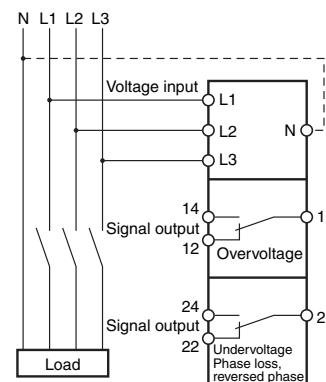 N L1 L2 L3
Voltage input
L1
L2
N
L3
14
Signal output
1
12
Overvoltage
24
Signal output
2
22
Undervoltage
Phase loss,
reversed phase
Load